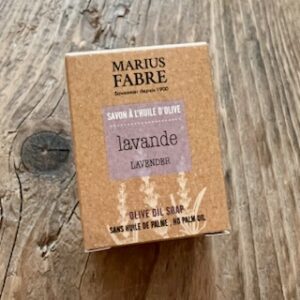 MARIUS
FABRE
Savonnier depuis 1900
SAVON À L'HUILE D'OLIVE
lavande
LAVENDER
OLIVE OIL SOAP
SANS HUILE DE PALME . NO PALM OIL